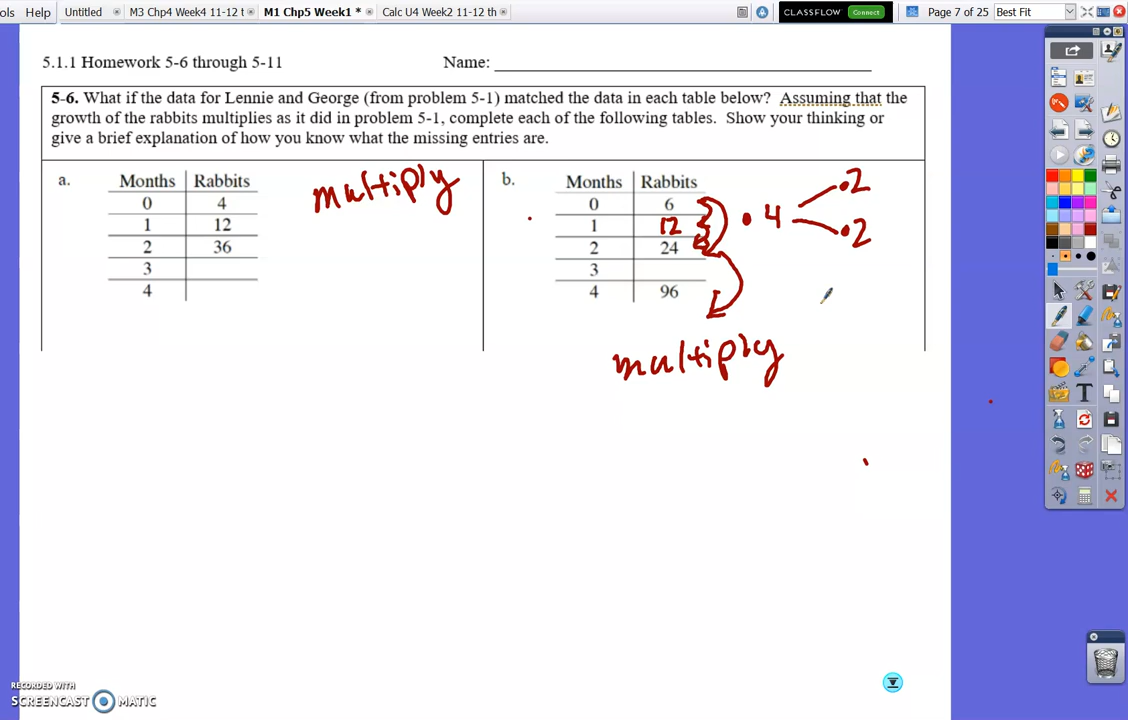 ols Help Untitled M3 Chp4 Week4 11-12 t M1 Chp5 Week1 * Calc U4 Week2 11-12 th CLASSFLOW Connect Page 7 of 25 Best Fit
5.1.1 Homework 5-6 through 5-11 Name:
5-6. What if the data for Lennie and George (from problem 5-1) matched the data in each table below? Assuming that the
growth of the rabbits multiplies as it did in problem 5-1, complete each of the following tables. Show your thinking or
give a brief explanation of how you know what the missing entries are.
a. Months Rabbits
0 4
1 12
2 36
3
4
multiply
b. Months Rabbits
0 6
1 12
2 24
3
4 96
• 4
•2
•2
multiply
RECORDED WITH
SCREENCAST MATIC